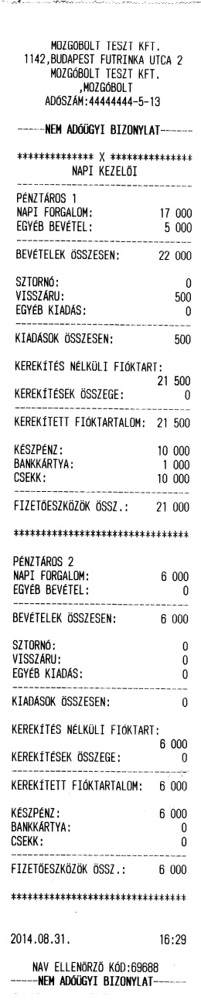 MOZGÓBOLT TESZT KFT.
1142,BUDAPEST FUTRINKA UTCA 2
MOZGÓBOLT TESZT KFT.
,MOZGÓBOLT
ADÓSZÁM:44444444-5-13
------NEM ADÓÜGYI BIZONYLAT------
************** X ***************
NAPI KEZELŐI
--------------------------------
PÉNZTÁROS 1
NAPI FORGALOM: 17 000
EGYÉB BEVÉTEL: 5 000
--------------------------------
BEVÉTELEK ÖSSZESEN: 22 000
SZTORNÓ: 0
VISSZÁRU: 500
EGYÉB KIADÁS: 0
--------------------------------
KIADÁSOK ÖSSZESEN: 500
KEREKÍTÉS NÉLKÜLI FIÓKTART:
21 500
KEREKÍTÉSEK ÖSSZEGE: 0
--------------------------------
KEREKÍTETT FIÓKTARTALOM: 21 500
KÉSZPÉNZ: 10 000
BANKKÁRTYA: 1 000
CSEKK: 10 000
--------------------------------
FIZETŐESZKÖZÖK ÖSSZ.: 21 000
********************************
PÉNZTÁROS 2
NAPI FORGALOM: 6 000
EGYÉB BEVÉTEL: 0
--------------------------------
BEVÉTELEK ÖSSZESEN: 6 000
SZTORNÓ: 0
VISSZÁRU: 0
EGYÉB KIADÁS: 0
--------------------------------
KIADÁSOK ÖSSZESEN: 0
KEREKÍTÉS NÉLKÜLI FIÓKTART:
6 000
KEREKÍTÉSEK ÖSSZEGE: 0
--------------------------------
KEREKÍTETT FIÓKTARTALOM: 6 000
KÉSZPÉNZ: 6 000
BANKKÁRTYA: 0
CSEKK: 0
--------------------------------
FIZETŐESZKÖZÖK ÖSSZ.: 6 000
********************************
2014.08.31. 16:29
NAV ELLENŐRZŐ KÓD:69688
------NEM ADÓÜGYI BIZONYLAT------